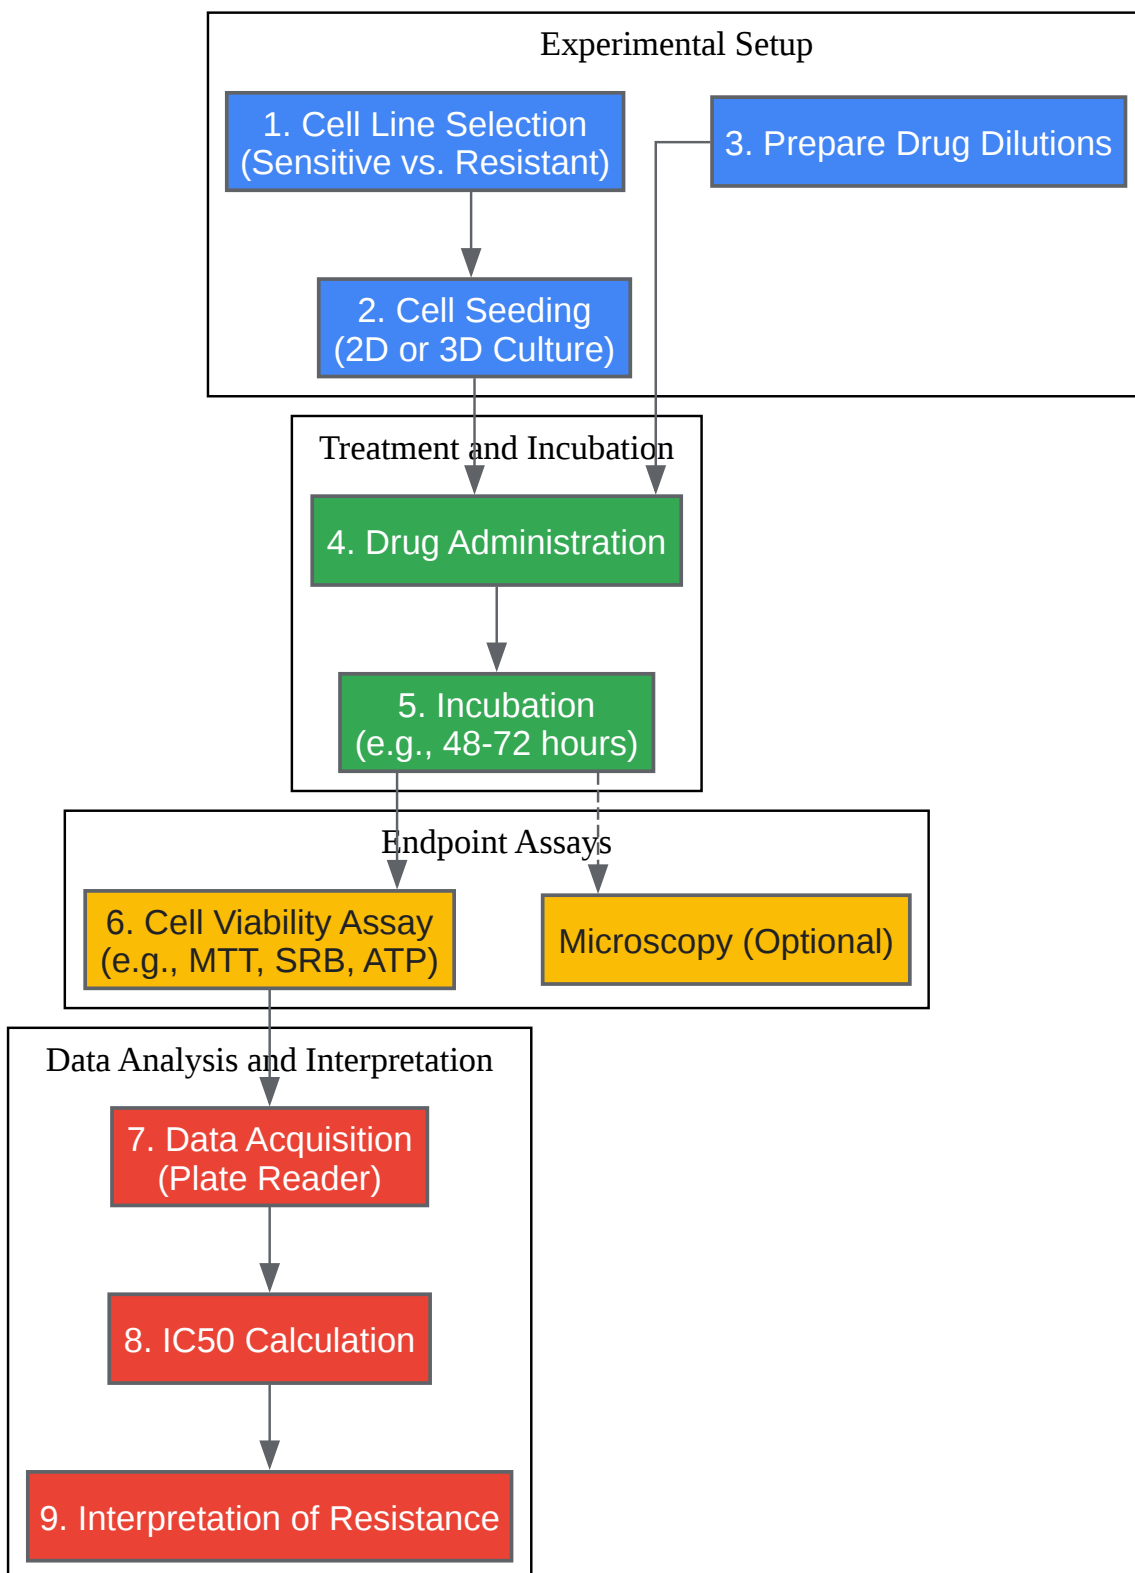 Experimental Setup
1. Cell Line Selection
(Sensitive vs. Resistant)
3. Prepare Drug Dilutions
2. Cell Seeding
(2D or 3D Culture)
Treatment and Incubation
4. Drug Administration
5. Incubation
(e.g., 48-72 hours)
Endpoint Assays
6. Cell Viability Assay
(e.g., MTT, SRB, ATP)
Microscopy (Optional)
Data Analysis and Interpretation
7. Data Acquisition
(Plate Reader)
8. IC50 Calculation
9. Interpretation of Resistance